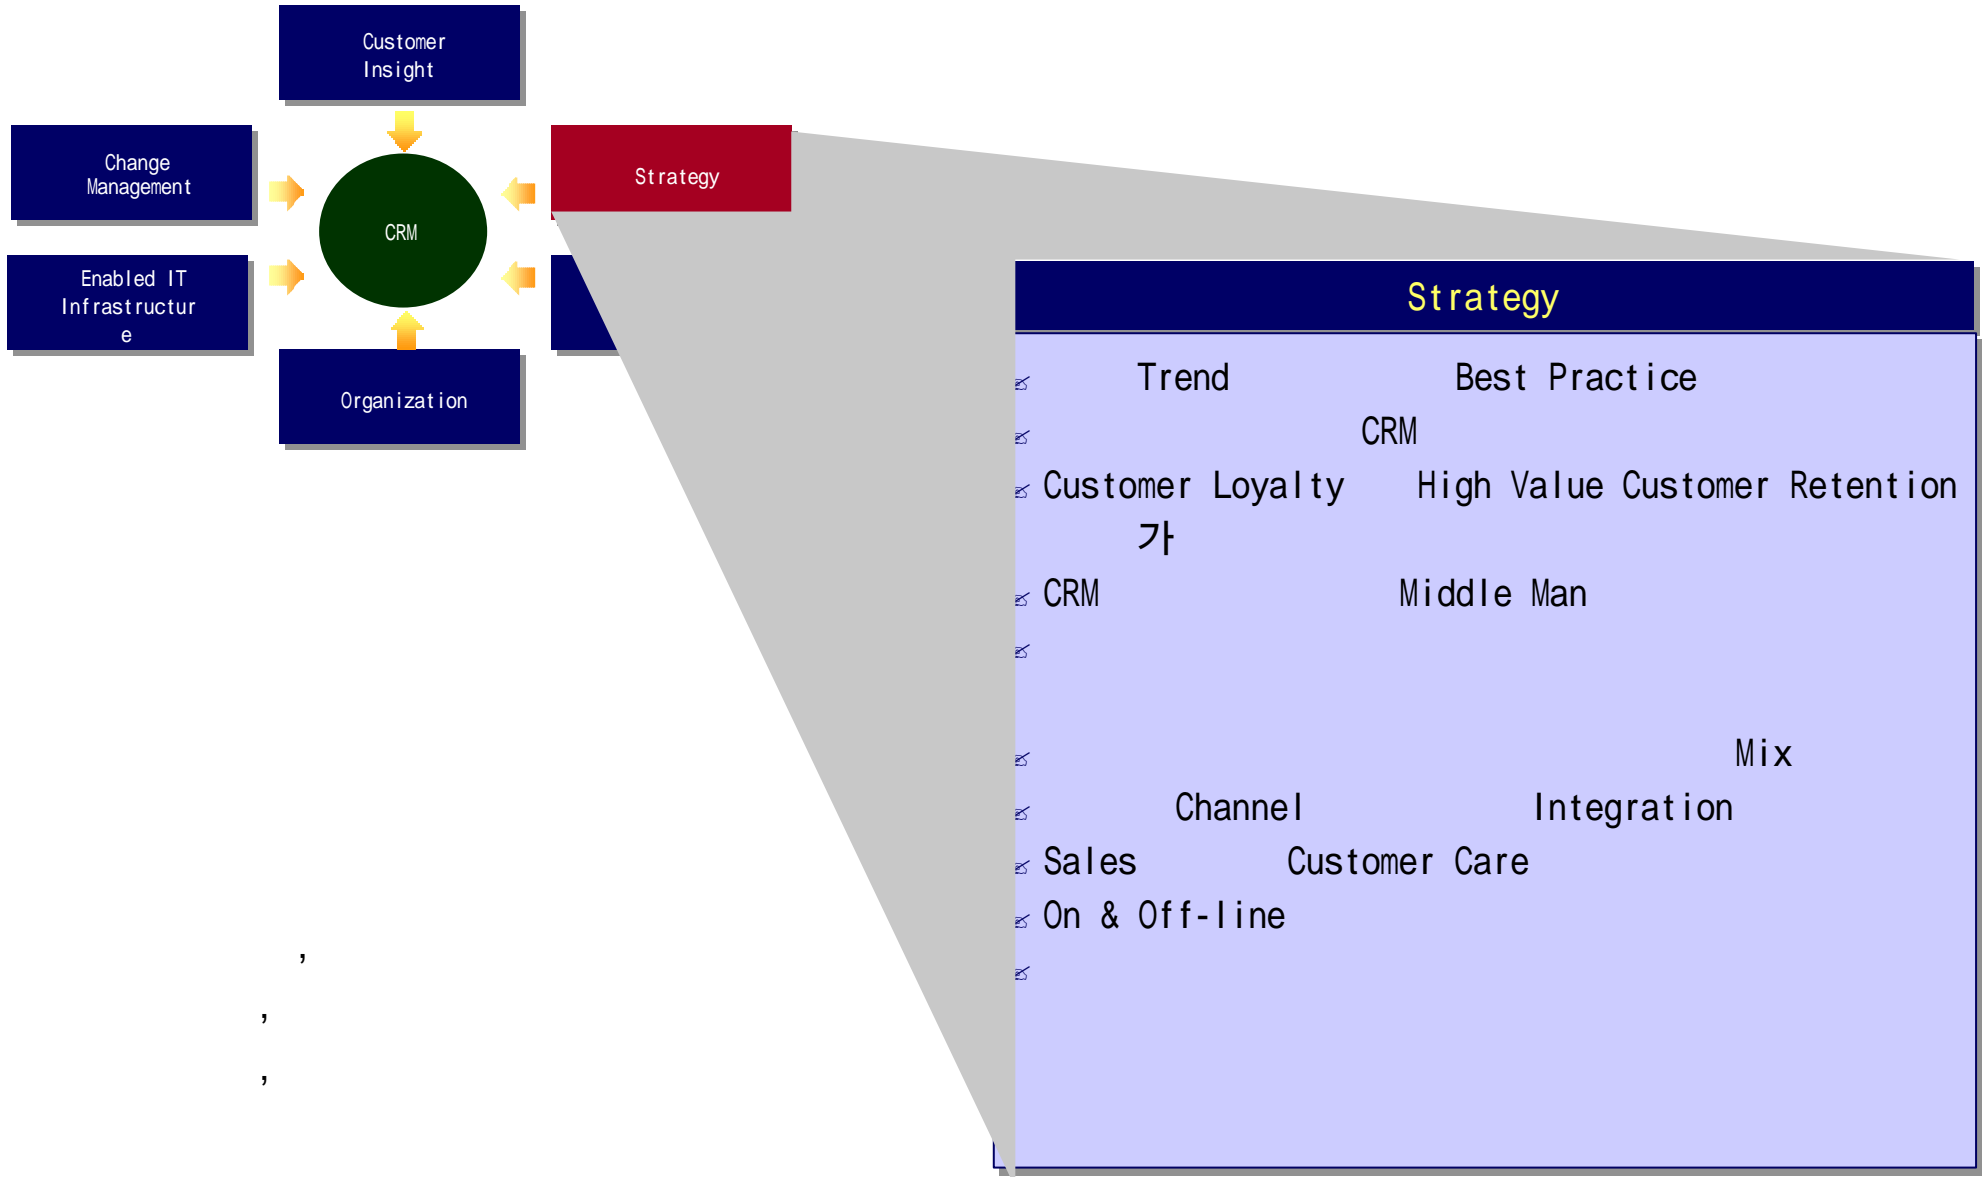 Customer
Insight
Change
Management
Strategy
CRM
Enabled IT
Infrastructur
e
Organization
Strategy
Trend Best Practice
CRM
Customer Loyalty High Value Customer Retention
가
CRM Middle Man
Mix
Channel Integration
Sales Customer Care
On & Off-line
,
,
,